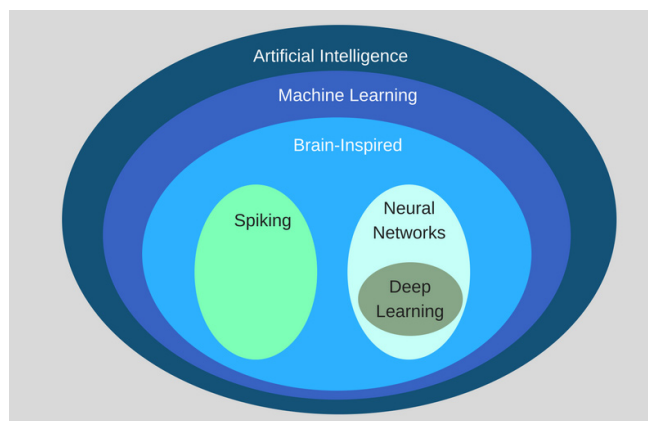 Artificial Intelligence
Machine Learning
Brain-Inspired
Spiking
Neural
Networks
Deep
Learning